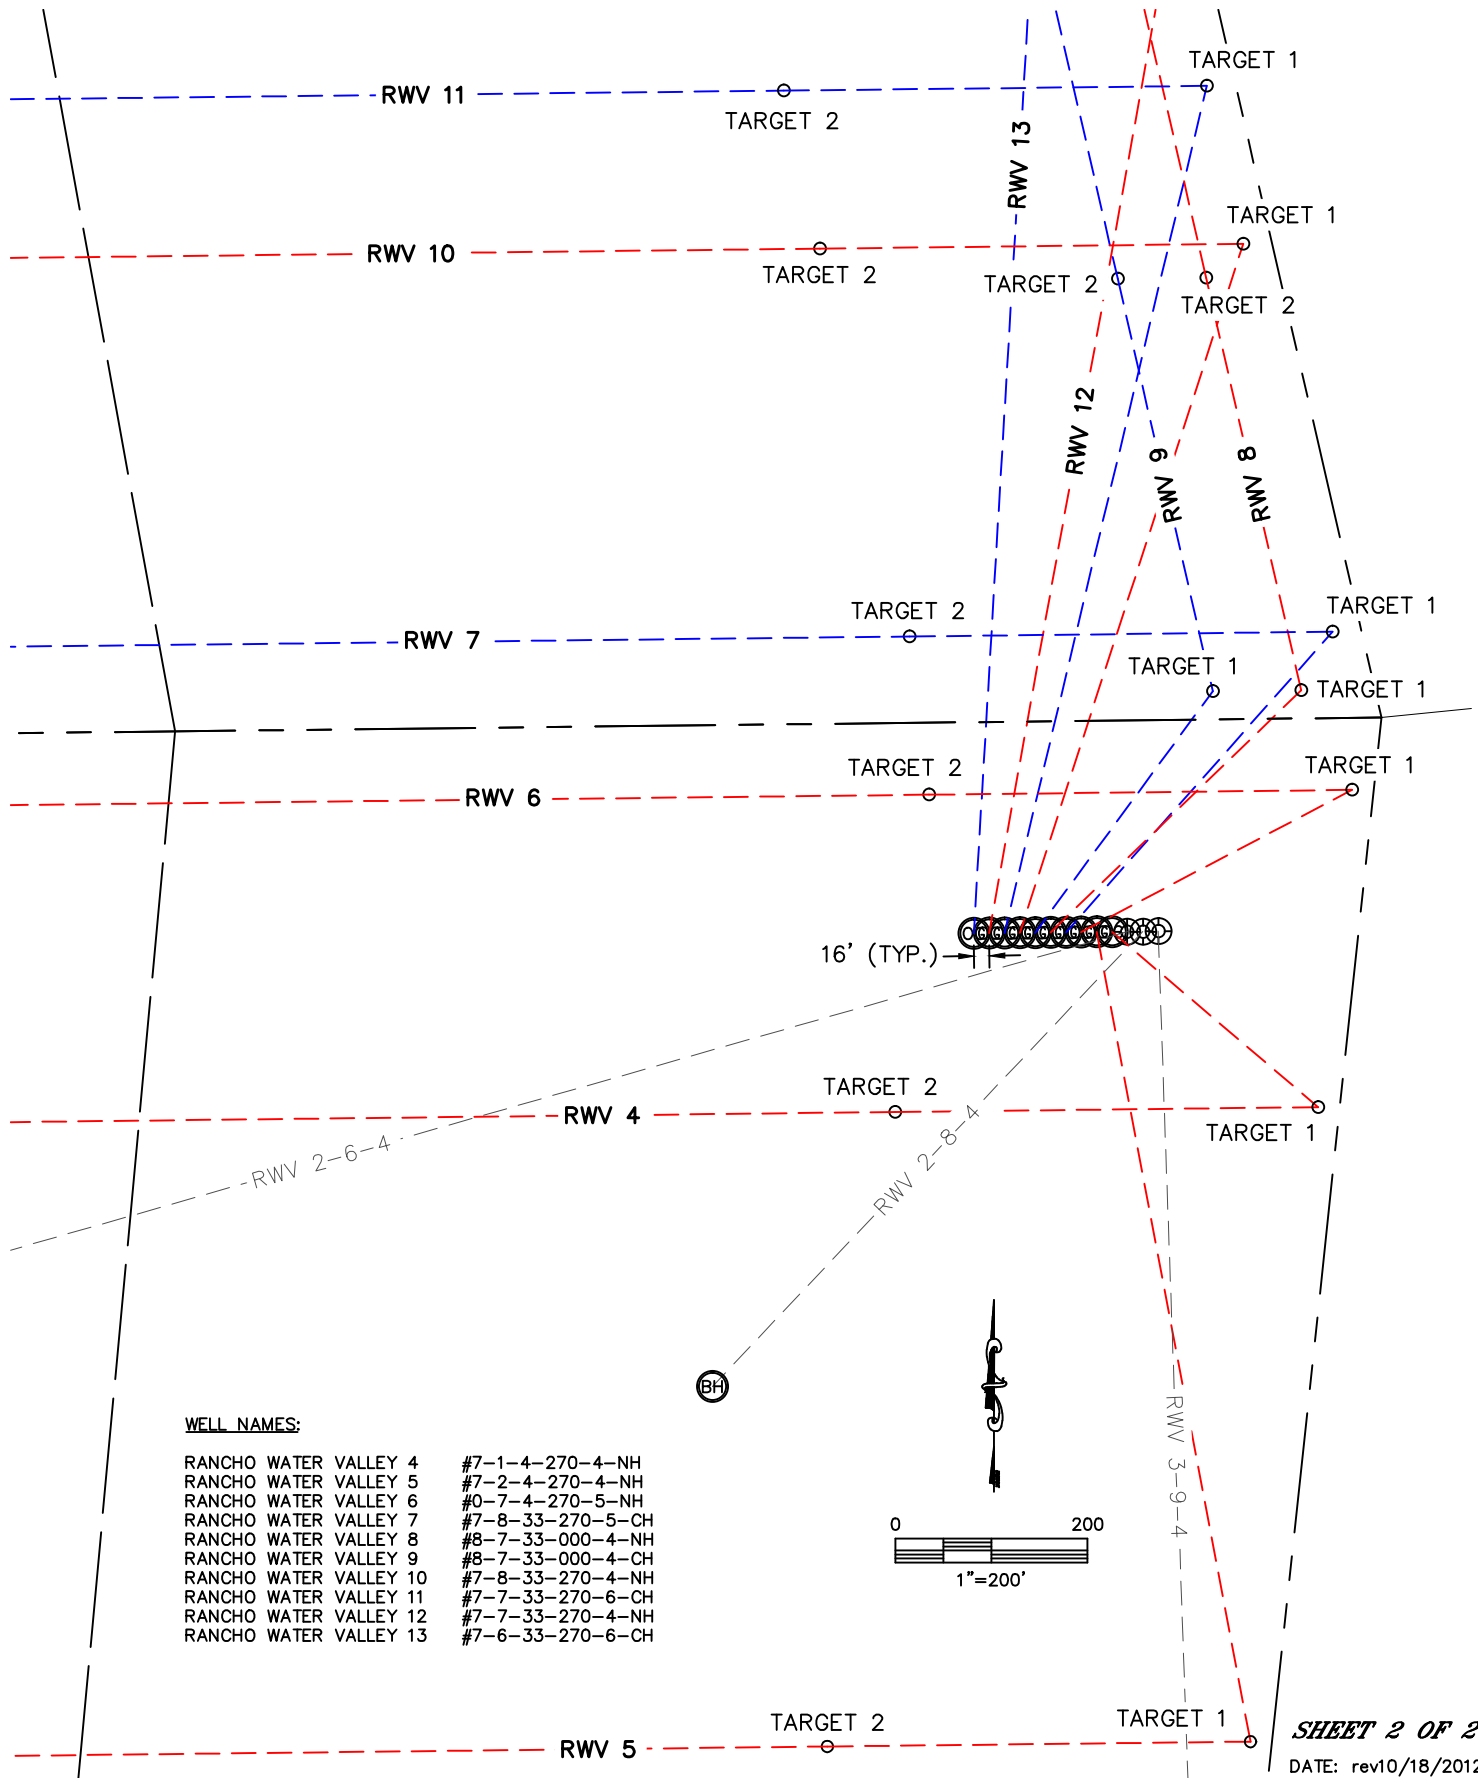 TARGET 1
RWV 11
TARGET 2
RWV 13
TARGET 1
RWV 10
TARGET 2
TARGET 2
TARGET 2
RWV 12
RWV 9
RWV 8
TARGET 2
TARGET 1
RWV 7
TARGET 1
TARGET 1
TARGET 2
TARGET 1
RWV 6
16' (TYP.)
TARGET 2
RWV 4
TARGET 1
RWV 2-6-4
RWV 2-8-4
BH
RWV 3-9-4
WELL NAMES:
RANCHO WATER VALLEY 4 #7-1-4-270-4-NH
RANCHO WATER VALLEY 5 #7-2-4-270-4-NH
RANCHO WATER VALLEY 6 #0-7-4-270-5-NH
RANCHO WATER VALLEY 7 #7-8-33-270-5-CH
RANCHO WATER VALLEY 8 #8-7-33-000-4-NH
RANCHO WATER VALLEY 9 #8-7-33-000-4-CH
RANCHO WATER VALLEY 10 #7-8-33-270-4-NH
RANCHO WATER VALLEY 11 #7-7-33-270-6-CH
RANCHO WATER VALLEY 12 #7-7-33-270-4-NH
RANCHO WATER VALLEY 13 #7-6-33-270-6-CH
0 200
1"=200'
TARGET 2
TARGET 1
RWV 5
SHEET 2 OF 2
DATE: rev10/18/2012